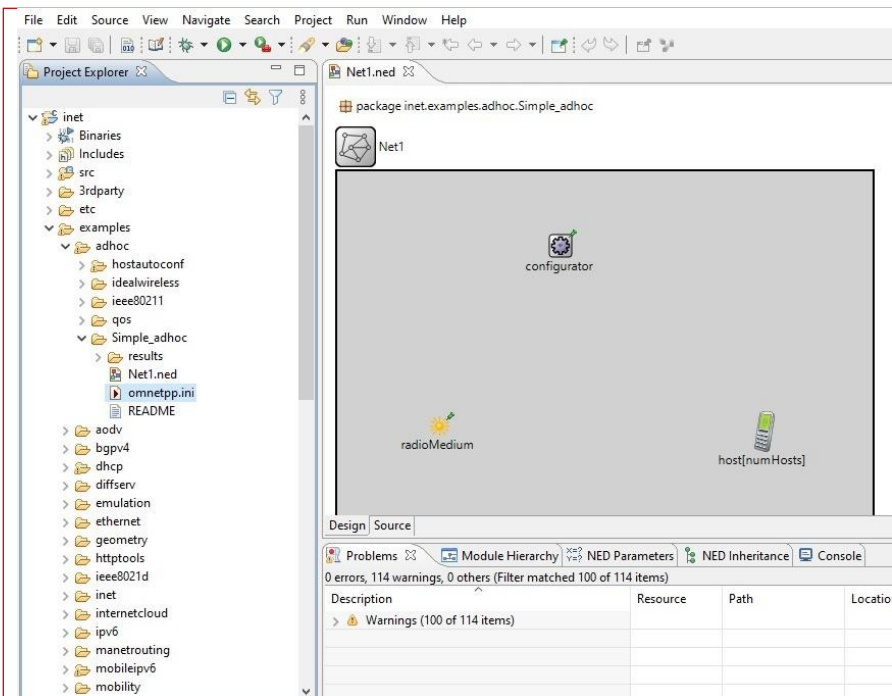 File Edit Source View Navigate Search Project Run Window Help
Project Explorer
inet
Binaries
Includes
src
3rdparty
etc
examples
adhoc
hostautoconf
idealwireless
ieee80211
qos
Simple_adhoc
results
Net1.ned
omnetpp.ini
README
aodv
bgpv4
dhcp
diffserv
emulation
ethernet
geometry
httptools
ieee8021d
inet
internetcloud
ipv6
manetrouting
mobileipv6
mobility
Net1.ned
package inet.examples.adhoc.Simple_adhoc
Net1
configurator
radioMedium
host[numHosts]
Design Source
Problems Module Hierarchy NED Parameters NED Inheritance Console
0 errors, 114 warnings, 0 others (Filter matched 100 of 114 items)
Description Resource Path Locatio
Warnings (100 of 114 items)